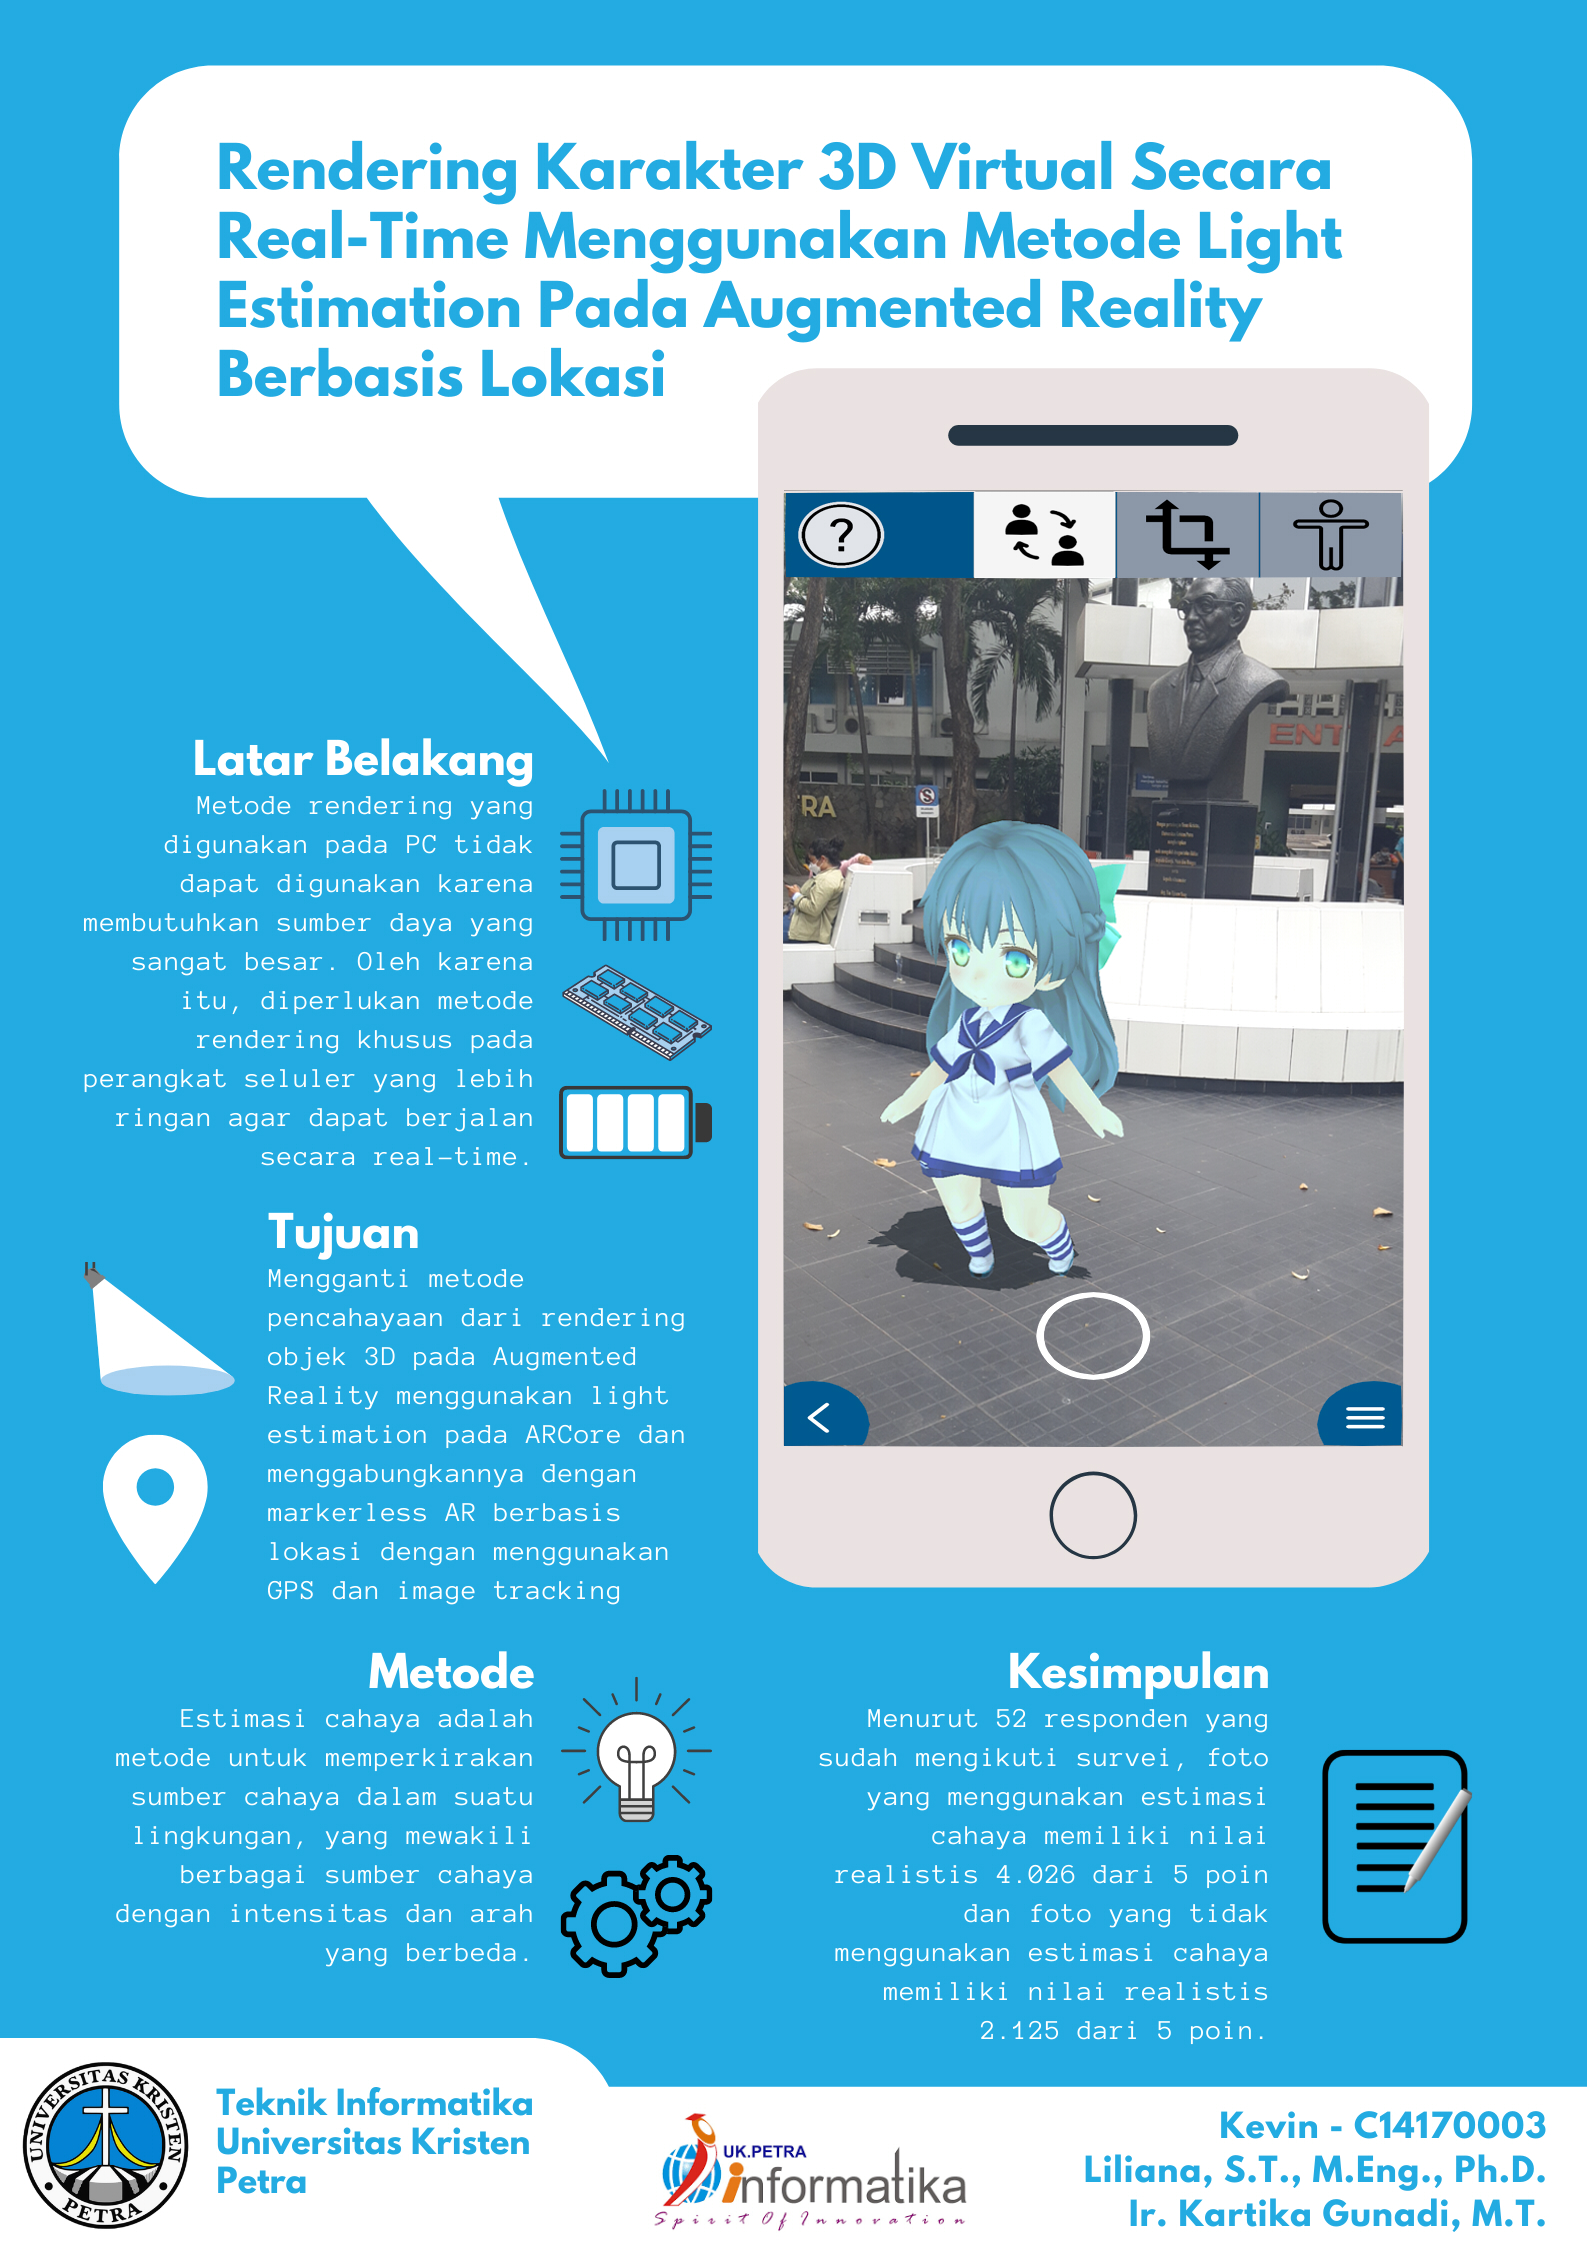 Rendering Karakter 3D Virtual Secara
Real-Time Menggunakan Metode Light
Estimation Pada Augmented Reality
Berbasis Lokasi
?
ENT
RA
S
Latar Belakang
Metode rendering yang
digunakan pada PC tidak
dapat digunakan karena
membutuhkan sumber daya yang
sangat besar. Oleh karena
itu, diperlukan metode
rendering khusus pada
perangkat seluler yang lebih
ringan agar dapat berjalan
secara real-time.
Tujuan
Mengganti metode
pencahayaan dari rendering
objek 3D pada Augmented
Reality menggunakan light
estimation pada ARCore dan
menggabungkannya dengan
markerless AR berbasis
lokasi dengan menggunakan
GPS dan image tracking
Metode
Estimasi cahaya adalah
metode untuk memperkirakan
sumber cahaya dalam suatu
lingkungan, yang mewakili
berbagai sumber cahaya
dengan intensitas dan arah
yang berbeda.
Kesimpulan
Menurut 52 responden yang
sudah mengikuti survei, foto
yang menggunakan estimasi
cahaya memiliki nilai
realistis 4.026 dari 5 poin
dan foto yang tidak
menggunakan estimasi cahaya
memiliki nilai realistis
2.125 dari 5 poin.
UNIVERSITAS KRISTEN
PETRA
Teknik Informatika
Universitas Kristen
Petra
UK.PETRA
informatika
Spirit Of Innovation
Kevin - C14170003
Liliana, S.T., M.Eng., Ph.D.
Ir. Kartika Gunadi, M.T.